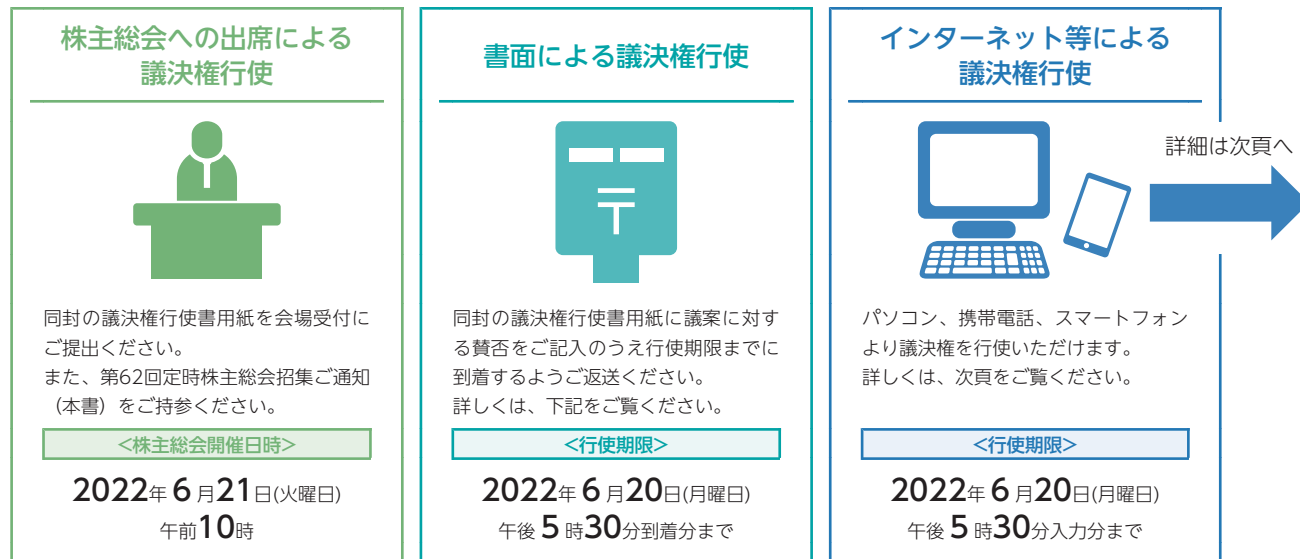 株主総会への出席による
議決権行使
同封の議決権行使書用紙を会場受付に
ご提出ください。
また、第62回定時株主総会招集ご通知
（本書）をご持参ください。
<株主総会開催日時>
2022年 6 月21日(火曜日)
午前10時
書面による議決権行使
〒
同封の議決権行使書用紙に議案に対す
る賛否をご記入のうえ行使期限までに
到着するようご返送ください。
詳しくは、下記をご覧ください。
<行使期限>
2022年 6 月20日(月曜日)
午後 5 時30分到着分まで
インターネット等による
議決権行使
パソコン、携帯電話、スマートフォン
より議決権を行使いただけます。
詳しくは、次頁をご覧ください。
<行使期限>
2022年 6 月20日(月曜日)
午後 5 時30分入力分まで
詳細は次頁へ